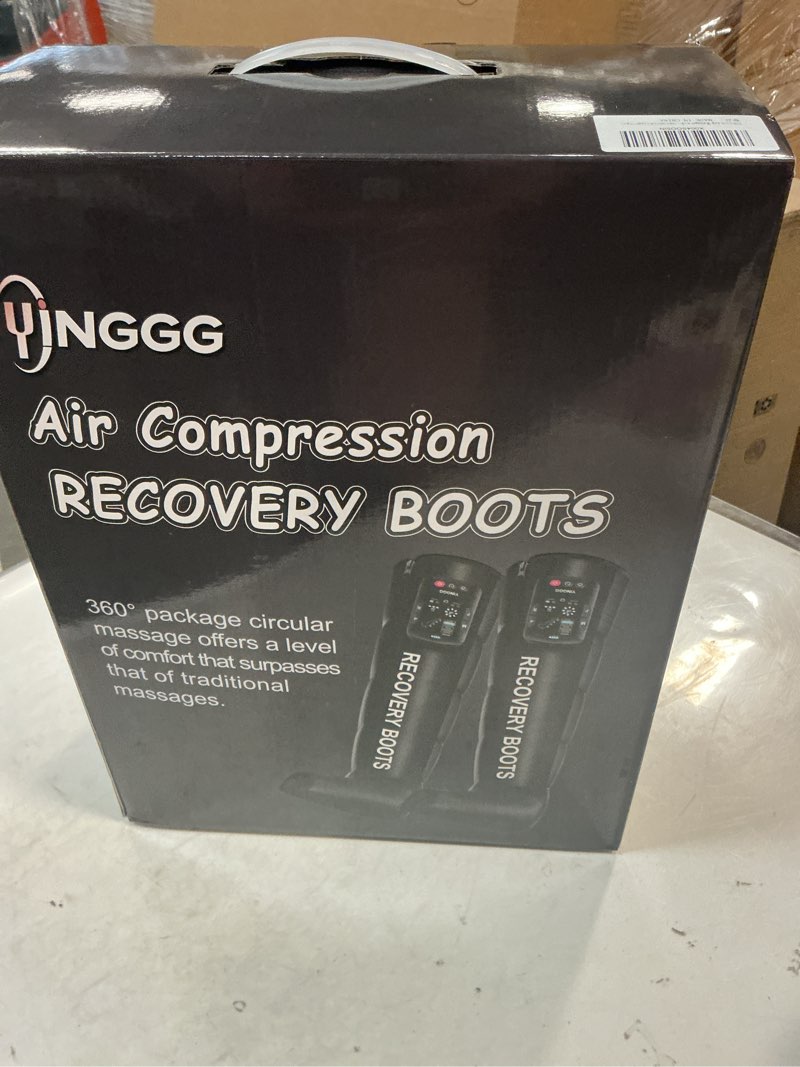 YJNGGG
Air Compression
RECOVERY BOOTS
360° package circular
massage offers a level
of comfort that surpasses
that of traditional
massages.
RECOVERY BOOTS
RECOVERY BOOTS